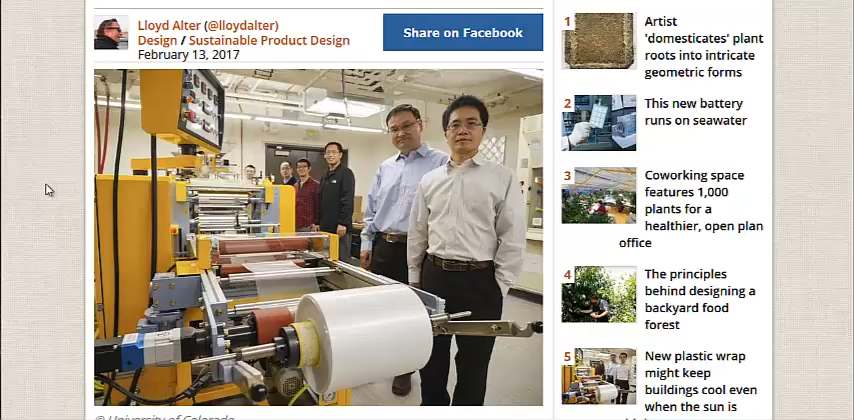 Lloyd Alter (@lloydalter)
Design / Sustainable Product Design
February 13, 2017
Share on Facebook
© University of Colorado
1
Artist
'domesticates' plant
roots into intricate
geometric forms
2
This new battery
runs on seawater
3
Coworking space
features 1,000
plants for a
healthier, open plan
office
4
The principles
behind designing a
backyard food
forest
5
New plastic wrap
might keep
buildings cool even
when the sun is